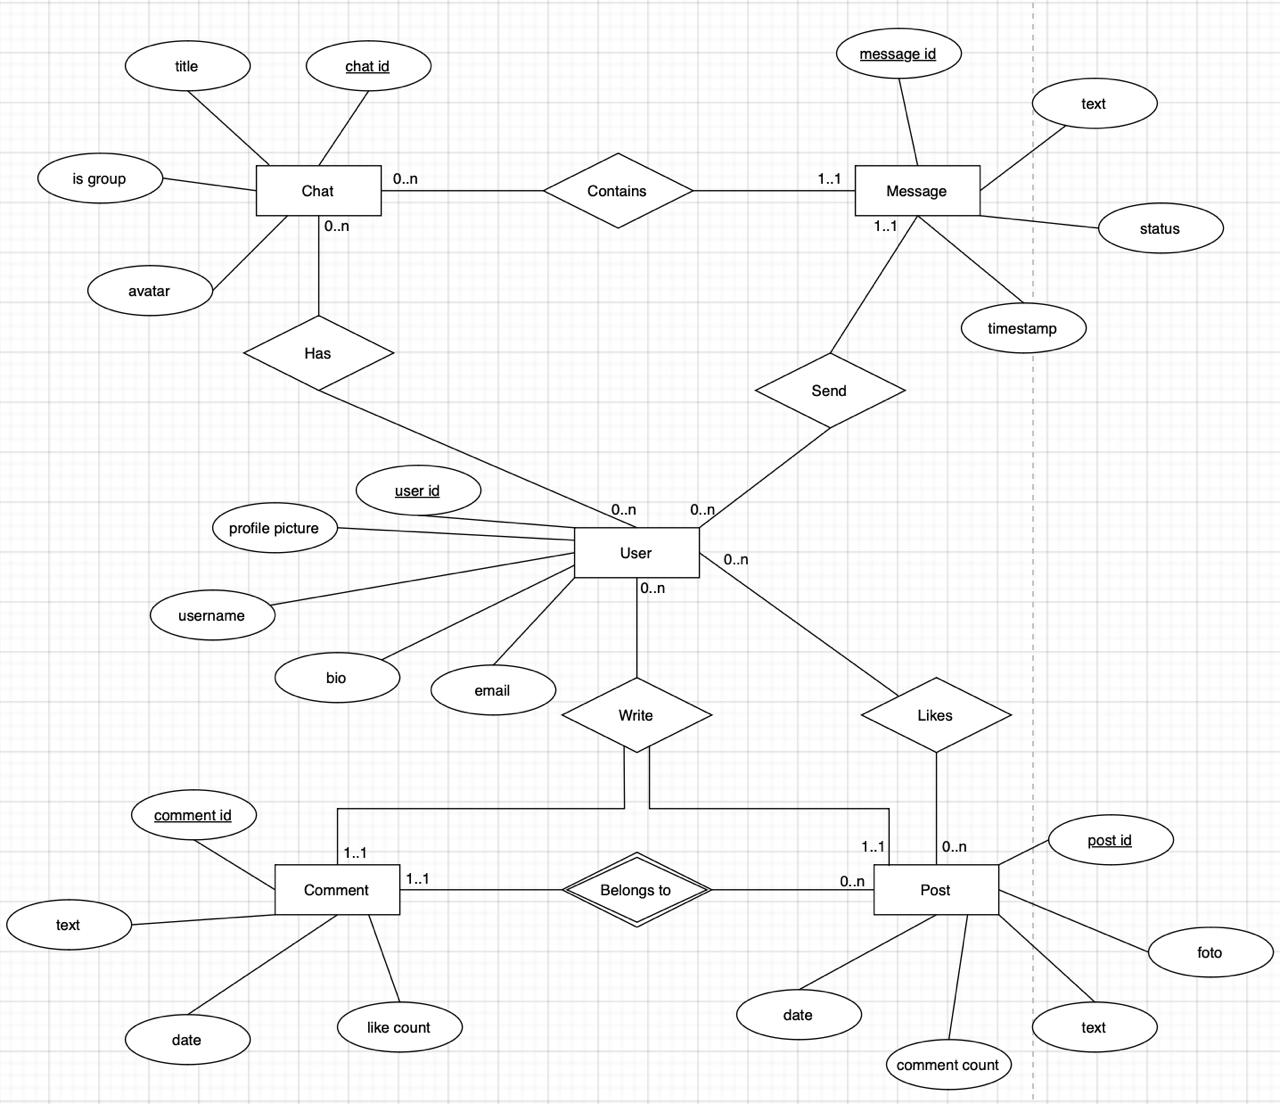 message id
title
chat id
text
is group
0..n
1..1
Chat
Contains
Message
0..n
1..1
status
avatar
timestamp
Has
Send
user id
0..n
0..n
profile picture
User
0..n
0..n
username
bio
email
Write
Likes
comment id
post id
1..1
1..1
0..n
1..1
0..n
Comment
Belongs to
Post
text
foto
date
like count
date
text
comment count